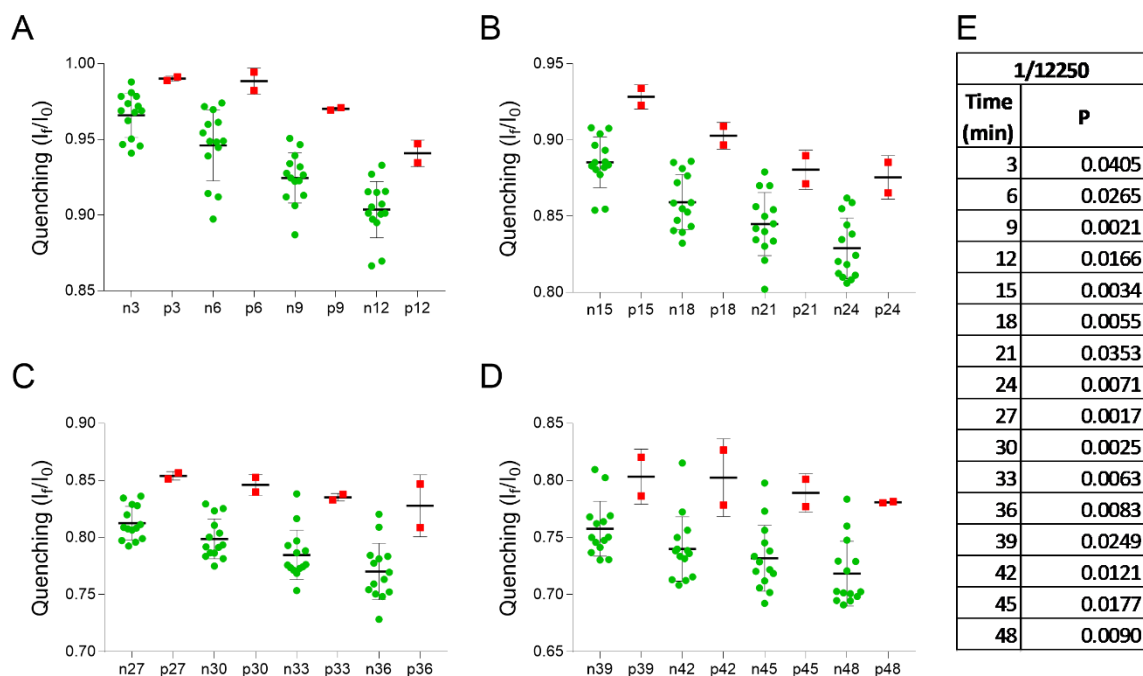 A
Quenching (If/I0)
1.00
0.95
0.90
0.85
n3 p3 n6 p6 n9 p9 n12 p12
B
Quenching (If/I0)
0.95
0.90
0.85
0.80
n15 p15 n18 p18 n21 p21 n24 p24
C
Quenching (If/I0)
0.90
0.85
0.80
0.75
0.70
n27 p27 n30 p30 n33 p33 n36 p36
D
Quenching (If/I0)
0.85
0.80
0.75
0.70
0.65
n39 p39 n42 p42 n45 p45 n48 p48
E
1/12250
Time (min) P
3 0.0405
6 0.0265
9 0.0021
12 0.0166
15 0.0034
18 0.0055
21 0.0353
24 0.0071
27 0.0017
30 0.0025
33 0.0063
36 0.0083
39 0.0249
42 0.0121
45 0.0177
48 0.0090